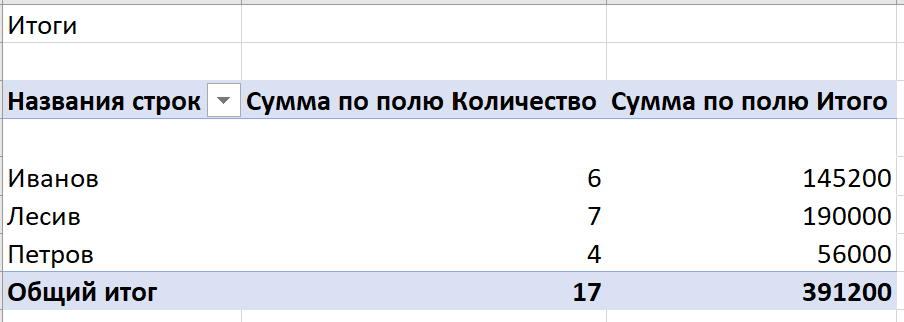 Итоги
Названия строк Сумма по полю Количество Сумма по полю Итого
Иванов 6 145200
Лесив 7 190000
Петров 4 56000
Общий итог 17 391200